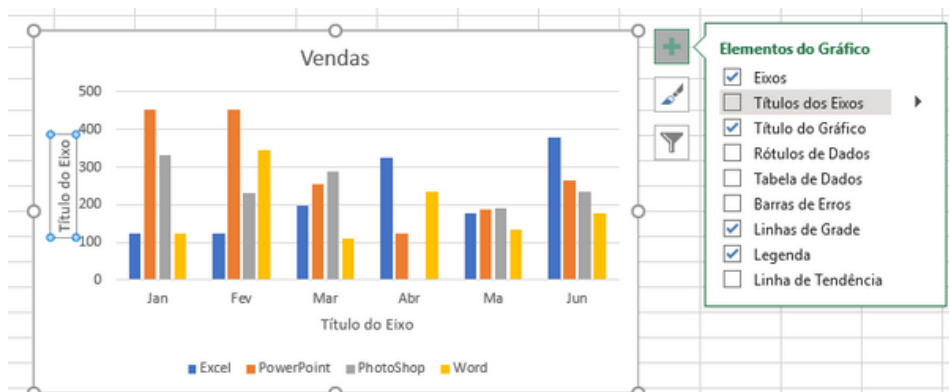 Vendas
500
400
300
200
100
0
Título do Eixo
Jan Fev Mar Abr Ma Jun
Título do Eixo
Excel PowerPoint PhotoShop Word
Elementos do Gráfico
Eixos
Títulos dos Eixos
Título do Gráfico
Rótulos de Dados
Tabela de Dados
Barras de Erros
Linhas de Grade
Legenda
Linha de Tendência